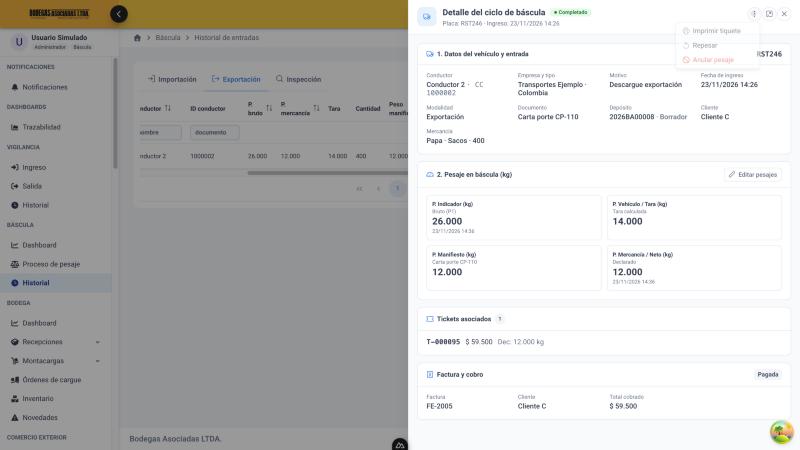 BODEGAS ASOCIADAS LTDA.
U
Usuario Simulado
Administrador
Báscula
NOTIFICACIONES
Notificaciones
DASHBOARDS
Trazabilidad
VIGILANCIA
Ingreso
Salida
Historial
BÁSCULA
Dashboard
Proceso de pesaje
Historial
BODEGA
Dashboard
Recepciones
Montacargas
Órdenes de cargue
Inventario
Novedades
COMERCIO EXTERIOR
Báscula
Historial de entradas
Importación
Exportación
Inspección
nductor
ID conductor
P. bruto
P. mercancía
Tara
Cantidad
Peso manifi
ombre
documento
nductor 2
1000002
26.000
12.000
14.000
400
12.000
1
Bodegas Asociadas LTDA.
Detalle del ciclo de báscula
Completado
Placa: RST246 · Ingreso. 23/11/2026 14:26
Imprimir tiquete
Repesar
Anular pesaje
1. Datos del vehículo y entrada
RST246
Conductor
Conductor 2 · CC 1000002
Empresa y tipo
Transportes Ejemplo · Colombia
Motivo
Descargue exportación
Fecha de ingreso
23/11/2026 14:26
Modalidad
Exportación
Documento
Carta porte CP-110
Depósito
2026BA00008 · Borrador
Cliente
Cliente C
Mercancía
Papa · Sacos · 400
2. Pesaje en báscula (kg)
Editar pesajes
P. Indicador (kg)
Bruto (PT)
26.000
23/11/2026 14:36
P. Vehículo / Tara (kg)
Tara calculada
14.000
P. Manifiesto (kg)
Carta porte CP-110
12.000
P. Mercancía / Neto (kg)
Declarado
12.000
23/11/2026 14:36
Tickets asociados
1
T-000095
$ 59.500
Dec: 12.000 kg
Factura y cobro
Pagada
Factura
FE-2005
Cliente
Cliente C
Total cobrado
$ 59.500